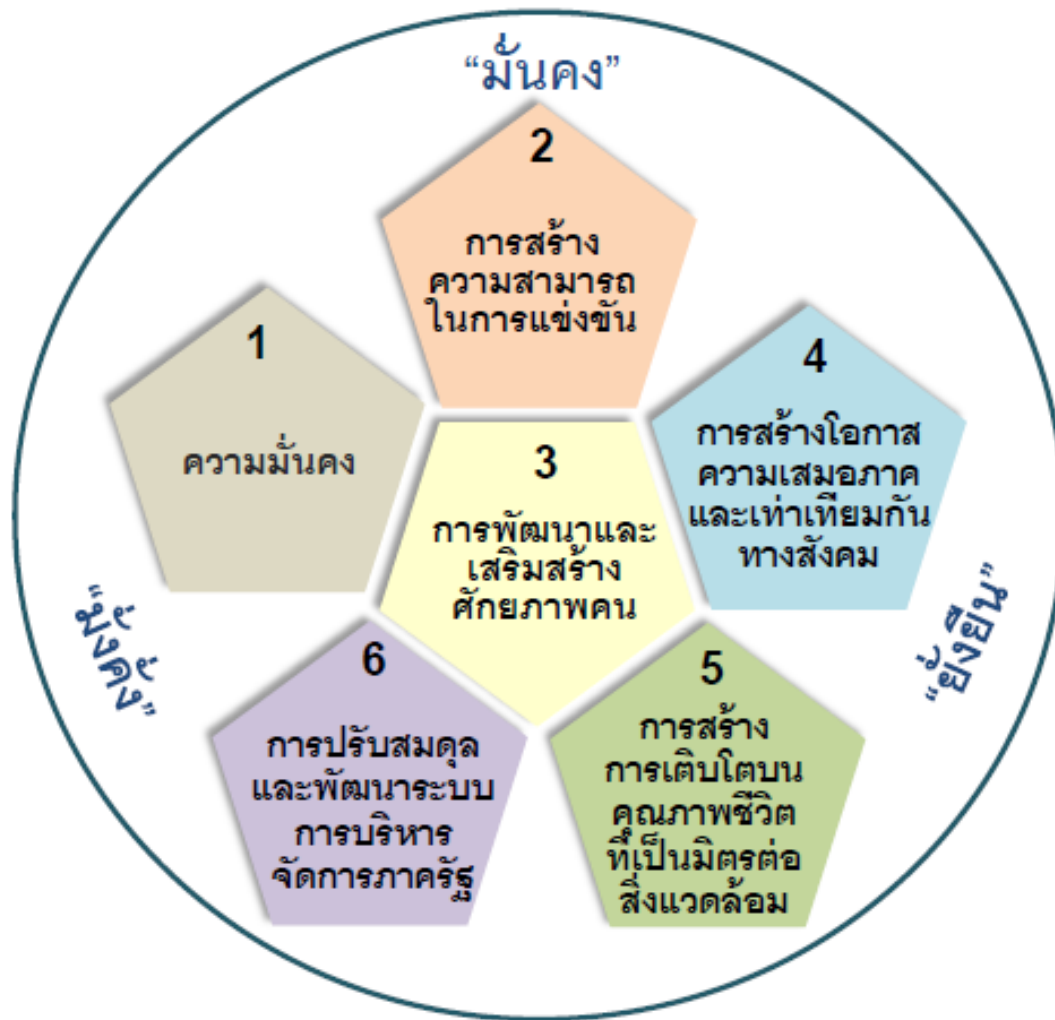 “มั่นคง”
2
การสร้าง
ความสามารถ
ในการแข่งขัน
1
ความมั่นคง
4
การสร้างโอกาส
ความเสมอภาค
และเท่าเทียมกัน
ทางสังคม
3
การพัฒนาและ
เสริมสร้าง
ศักยภาพคน
“มั่งคั่ง”
“ยั่งยืน”
6
การปรับสมดุล
และพัฒนาระบบ
การบริหาร
จัดการภาครัฐ
5
การสร้าง
การเติบโตบน
คุณภาพชีวิต
ที่เป็นมิตรต่อ
สิ่งแวดล้อม